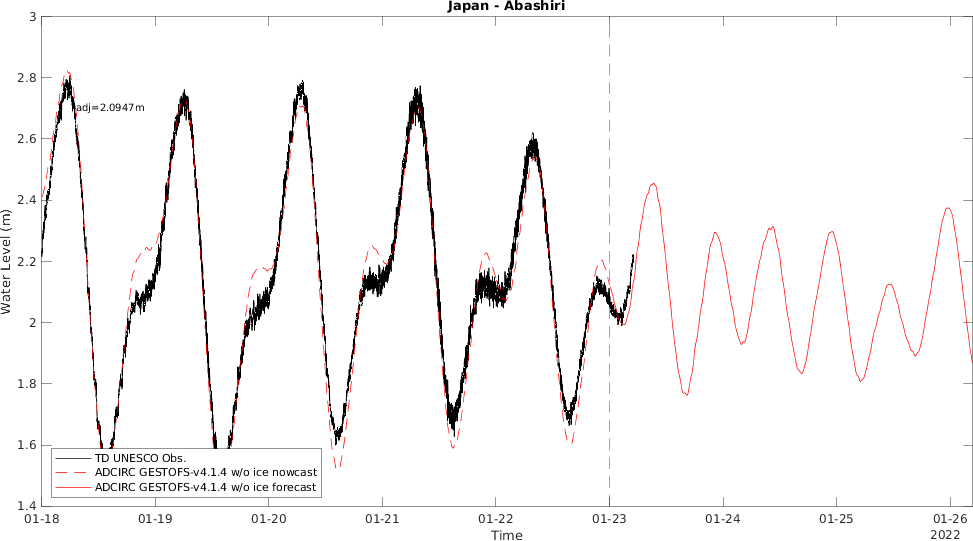 Japan - Abashiri
3
2.8
adj=2.0947m
2.6
2.4
2.2
2
1.8
1.6
1.4
Water Level (m)
TD UNESCO Obs.
ADCIRC GESTOFS-v4.1.4 w/o ice nowcast
ADCIRC GESTOFS-v4.1.4 w/o ice forecast
01-18 01-19 01-20 01-21 01-22 01-23 01-24 01-25 01-26
Time
2022